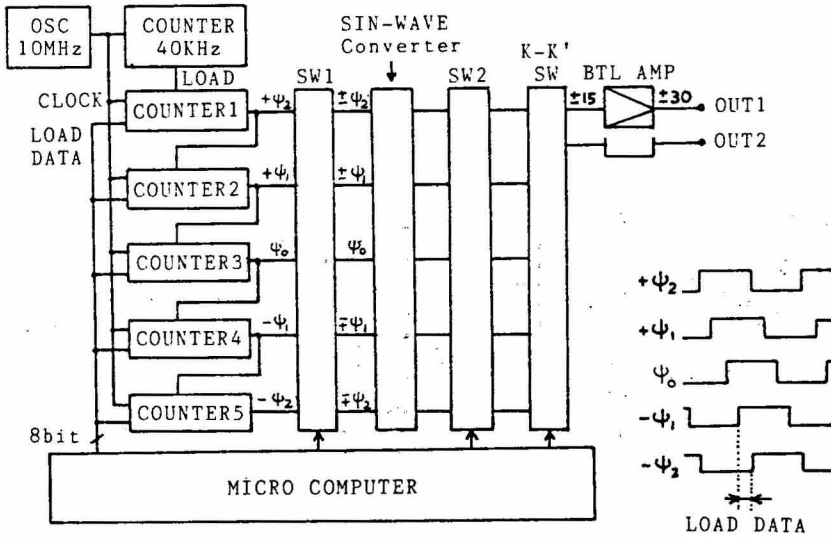 OSC
10MHz
COUNTER
40KHz
SIN-WAVE
Converter
K-K'
SW
LOAD
SW1
SW2
BTL AMP
CLOCK
COUNTER1
+ψ₂
±ψ₂
±15
±30
OUT1
LOAD
DATA
OUT2
COUNTER2
+ψ₁
±ψ₁
COUNTER3
ψ₀
ψ₀
COUNTER4
-ψ₁
∓ψ₁
COUNTER5
-ψ₂
∓ψ₂
8bit
MICRO COMPUTER
+ψ₂
+ψ₁
ψ₀
-ψ₁
-ψ₂
LOAD DATA